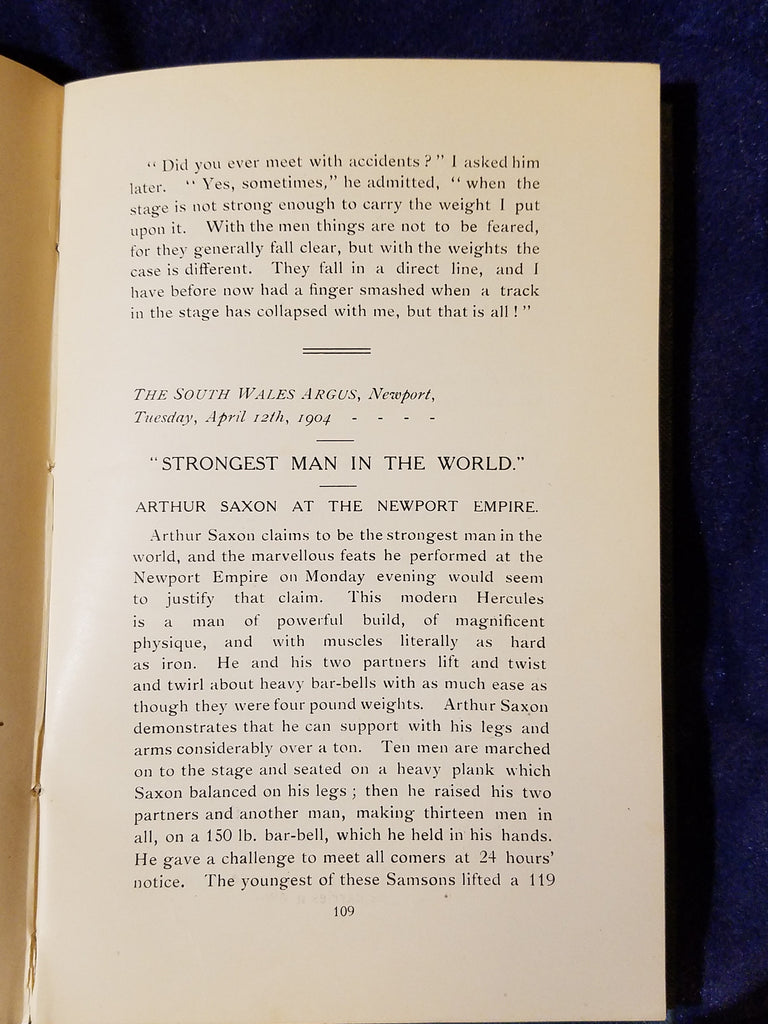 “ Did you ever meet with accidents ? ” I asked him
later. “ Yes, sometimes,” he admitted, “ when the
stage is not strong enough to carry the weight I put
upon it. With the men things are not to be feared,
for they generally fall clear, but with the weights the
case is different. They fall in a direct line, and I
have before now had a finger smashed when a track
in the stage has collapsed with me, but that is all ! ”
THE SOUTH WALES ARGUS, Newport,
Tuesday, April 12th, 1904 - - - -
“STRONGEST MAN IN THE WORLD.”
ARTHUR SAXON AT THE NEWPORT EMPIRE.
Arthur Saxon claims to be the strongest man in the
world, and the marvellous feats he performed at the
Newport Empire on Monday evening would seem
to justify that claim. This modern Hercules
is a man of powerful build, of magnificent
physique, and with muscles literally as hard
as iron. He and his two partners lift and twist
and twirl about heavy bar-bells with as much ease as
though they were four pound weights. Arthur Saxon
demonstrates that he can support with his legs and
arms considerably over a ton. Ten men are marched
on to the stage and seated on a heavy plank which
Saxon balanced on his legs ; then he raised his two
partners and another man, making thirteen men in
all, on a 150 lb. bar-bell, which he held in his hands.
He gave a challenge to meet all comers at 24 hours’
notice. The youngest of these Samsons lifted a 119
109